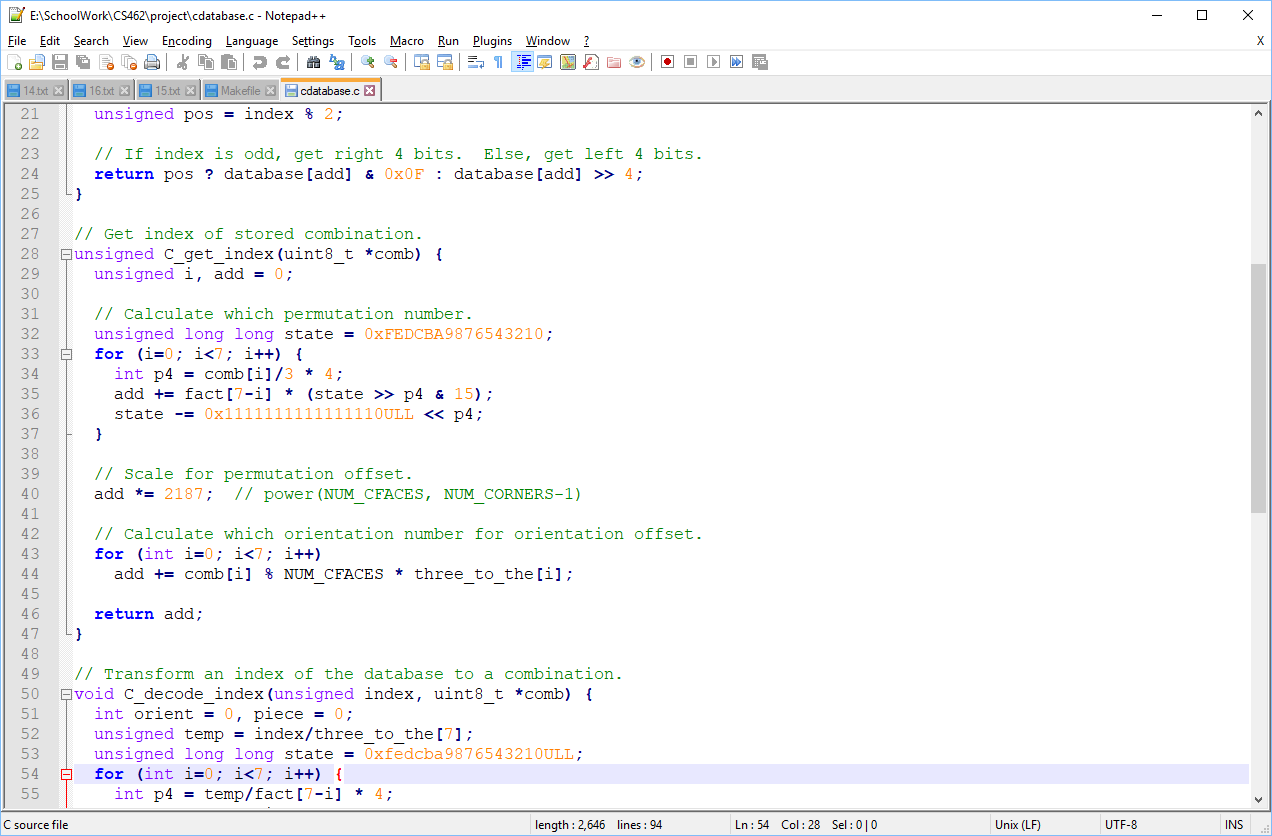 E:\SchoolWork\CS462\project\cdatabase.c - Notepad++
File Edit Search View Encoding Language Settings Tools Macro Run Plugins Window ? X
14.txt 16.txt 15.txt Makefile cdatabase.c
21 unsigned pos = index % 2;
22
23 // If index is odd, get right 4 bits.  Else, get left 4 bits.
24 return pos ? database[add] & 0x0F : database[add] >> 4;
25 }
26
27 // Get index of stored combination.
28 unsigned C_get_index(uint8_t *comb) {
29 unsigned i, add = 0;
30
31 // Calculate which permutation number.
32 unsigned long long state = 0xFEDCBA9876543210;
33 for (i=0; i<7; i++) {
34 int p4 = comb[i]/3 * 4;
35 add += fact[7-i] * (state >> p4 & 15);
36 state -= 0x1111111111111110ULL << p4;
37 }
38
39 // Scale for permutation offset.
40 add *= 2187;  // power(NUM_CFACES, NUM_CORNERS-1)
41
42 // Calculate which orientation number for orientation offset.
43 for (int i=0; i<7; i++)
44 add += comb[i] % NUM_CFACES * three_to_the[i];
45
46 return add;
47 }
48
49 // Transform an index of the database to a combination.
50 void C_decode_index(unsigned index, uint8_t *comb) {
51 int orient = 0, piece = 0;
52 unsigned temp = index/three_to_the[7];
53 unsigned long long state = 0xfedcba9876543210ULL;
54 for (int i=0; i<7; i++) {
55 int p4 = temp/fact[7-i] * 4;
C source file length : 2,646 lines : 94 Ln : 54 Col : 28 Sel : 0 | 0 Unix (LF) UTF-8 INS